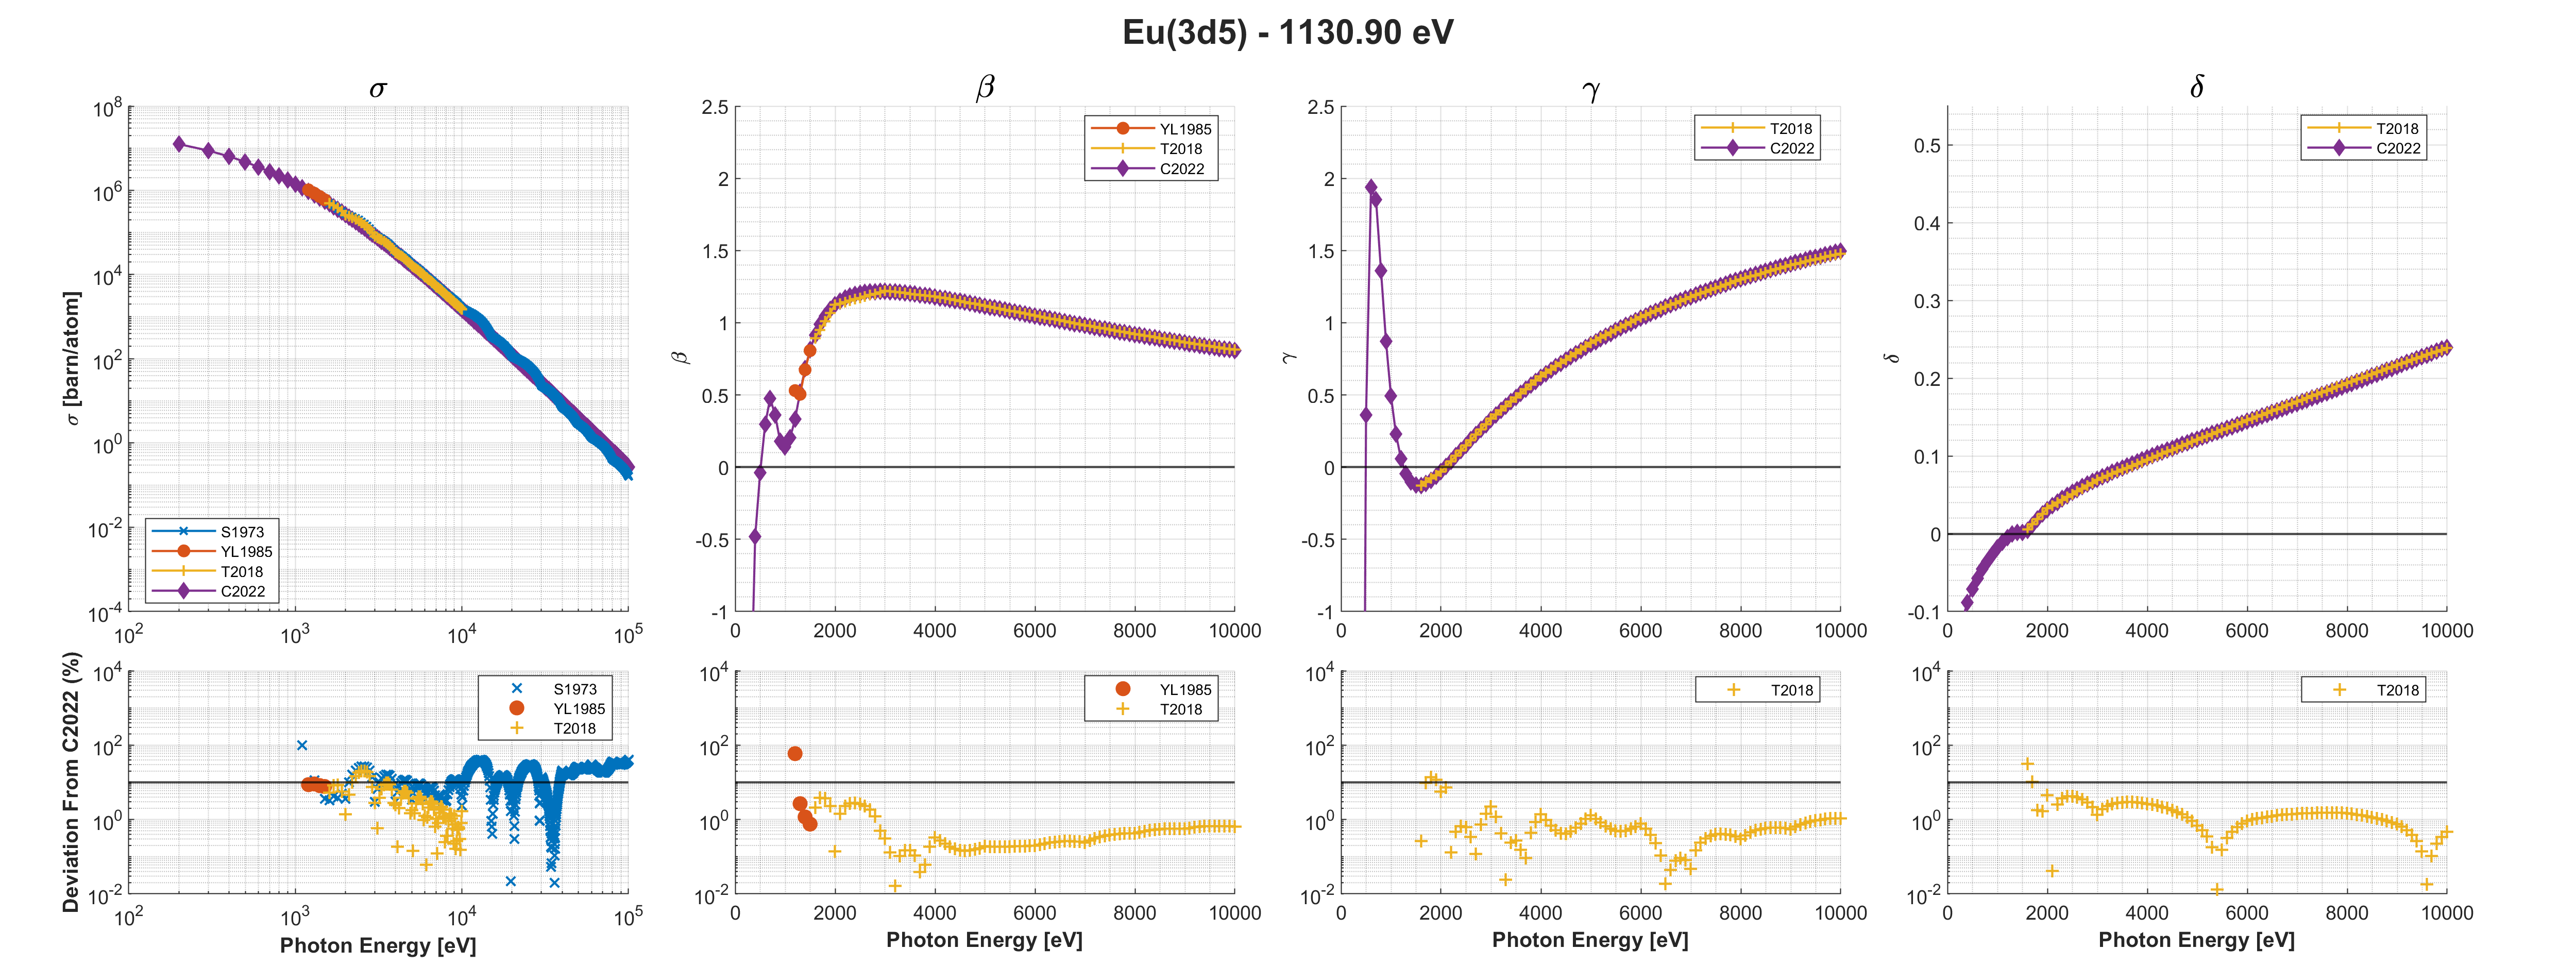 Eu(3d5) - 1130.90 eV
σ
σ [barn/atom]
10^8
10^6
10^4
10^2
10^0
10^-2
10^-4
10^2 10^3 10^4 10^5
S1973
YL1985
T2018
C2022
β
β
2.5
2
1.5
1
0.5
0
-0.5
-1
0 2000 4000 6000 8000 10000
YL1985
T2018
C2022
γ
γ
2.5
2
1.5
1
0.5
0
-0.5
-1
0 2000 4000 6000 8000 10000
T2018
C2022
δ
δ
0.5
0.4
0.3
0.2
0.1
0
-0.1
0 2000 4000 6000 8000 10000
T2018
C2022
Deviation From C2022 (%)
10^4
10^2
10^0
10^-2
10^2 10^3 10^4 10^5
Photon Energy [eV]
S1973
YL1985
T2018
10^4
10^2
10^0
10^-2
0 2000 4000 6000 8000 10000
Photon Energy [eV]
YL1985
T2018
10^4
10^2
10^0
10^-2
0 2000 4000 6000 8000 10000
Photon Energy [eV]
T2018
10^4
10^2
10^0
10^-2
0 2000 4000 6000 8000 10000
Photon Energy [eV]
T2018